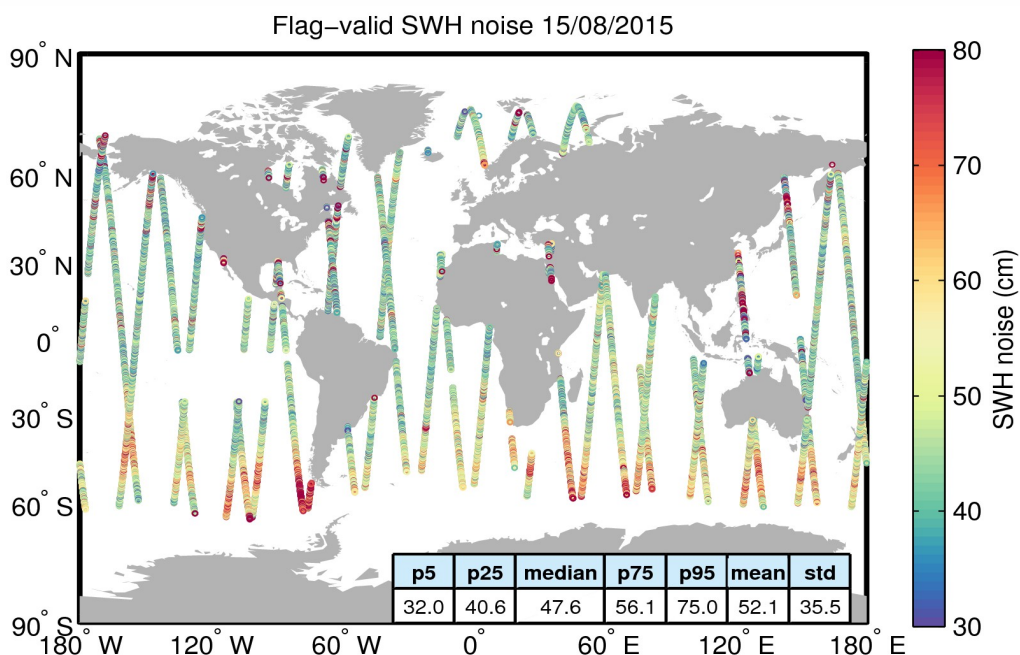 Flag−valid SWH noise 15/08/2015
90° N
60° N
30° N
0°
30° S
60° S
90° S
180° W
120° W
60° W
0°
60° E
120° E
180° E
80
70
60
50
40
30
SWH noise (cm)
p5 p25 median p75 p95 mean std
32.0 40.6 47.6 56.1 75.0 52.1 35.5